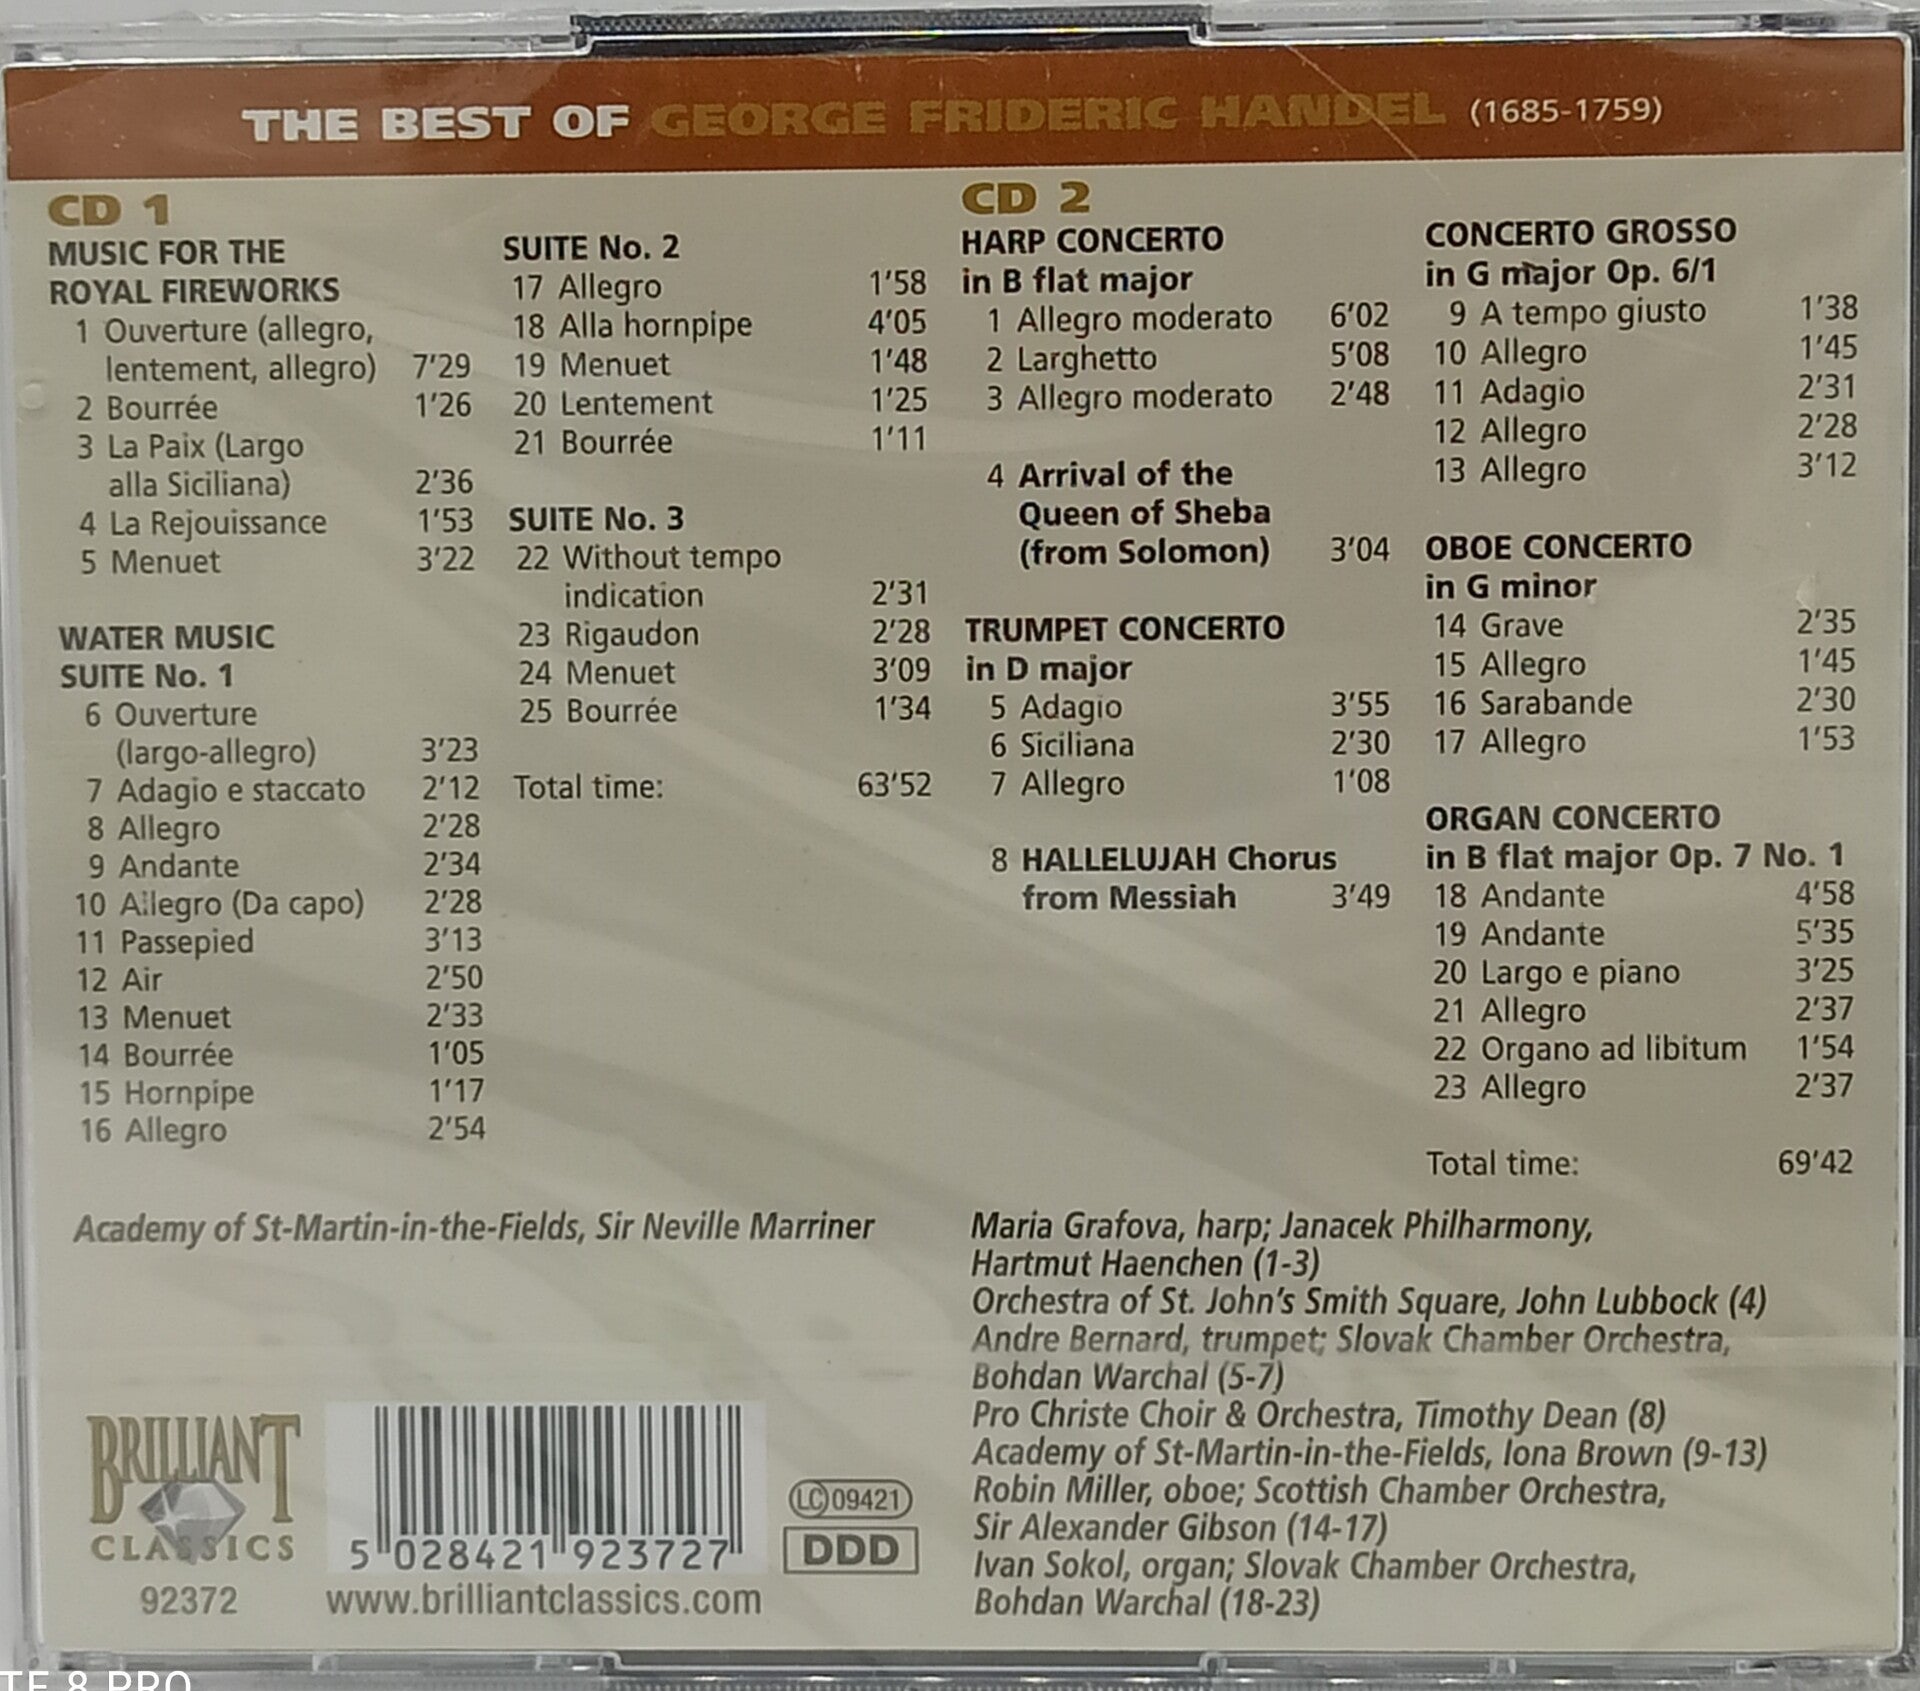 THE BEST OF GEORGE FRIDERIC HANDEL (1685-1759)
CD 1
MUSIC FOR THE
ROYAL FIREWORKS
1 Ouverture (allegro,
lentement, allegro) 7'29
2 Bourrée 1'26
3 La Paix (Largo
alla Siciliana) 2'36
4 La Rejouissance 1'53
5 Menuet 3'22
WATER MUSIC
SUITE No. 1
6 Ouverture
(largo-allegro) 3'23
7 Adagio e staccato 2'12
8 Allegro 2'28
9 Andante 2'34
10 Allegro (Da capo) 2'28
11 Passepied 3'13
12 Air 2'50
13 Menuet 2'33
14 Bourrée 1'05
15 Hornpipe 1'17
16 Allegro 2'54
SUITE No. 2
17 Allegro 1'58
18 Alla hornpipe 4'05
19 Menuet 1'48
20 Lentement 1'25
21 Bourrée 1'11
SUITE No. 3
22 Without tempo
indication 2'31
23 Rigaudon 2'28
24 Menuet 3'09
25 Bourrée 1'34
Total time: 63'52
Academy of St-Martin-in-the-Fields, Sir Neville Marriner
CD 2
HARP CONCERTO
in B flat major
1 Allegro moderato 6'02
2 Larghetto 5'08
3 Allegro moderato 2'48
4 Arrival of the
Queen of Sheba
(from Solomon) 3'04
TRUMPET CONCERTO
in D major
5 Adagio 3'55
6 Siciliana 2'30
7 Allegro 1'08
8 HALLELUJAH Chorus
from Messiah 3'49
CONCERTO GROSSO
in G major Op. 6/1
9 A tempo giusto 1'38
10 Allegro 1'45
11 Adagio 2'31
12 Allegro 2'28
13 Allegro 3'12
OBOE CONCERTO
in G minor
14 Grave 2'35
15 Allegro 1'45
16 Sarabande 2'30
17 Allegro 1'53
ORGAN CONCERTO
in B flat major Op. 7 No. 1
18 Andante 4'58
19 Andante 5'35
20 Largo e piano 3'25
21 Allegro 2'37
22 Organo ad libitum 1'54
23 Allegro 2'37
Total time: 69'42
Maria Grafova, harp; Janacek Philharmony,
Hartmut Haenchen (1-3)
Orchestra of St. John's Smith Square, John Lubbock (4)
Andre Bernard, trumpet; Slovak Chamber Orchestra,
Bohdan Warchal (5-7)
Pro Christe Choir & Orchestra, Timothy Dean (8)
Academy of St-Martin-in-the-Fields, Iona Brown (9-13)
Robin Miller, oboe; Scottish Chamber Orchestra,
Sir Alexander Gibson (14-17)
Ivan Sokol, organ; Slovak Chamber Orchestra,
Bohdan Warchal (18-23)
BRILLIANT
CLASSICS
92372
5 028421 923727
www.brilliantclassics.com
LC 09421
DDD
TE 8 PRO